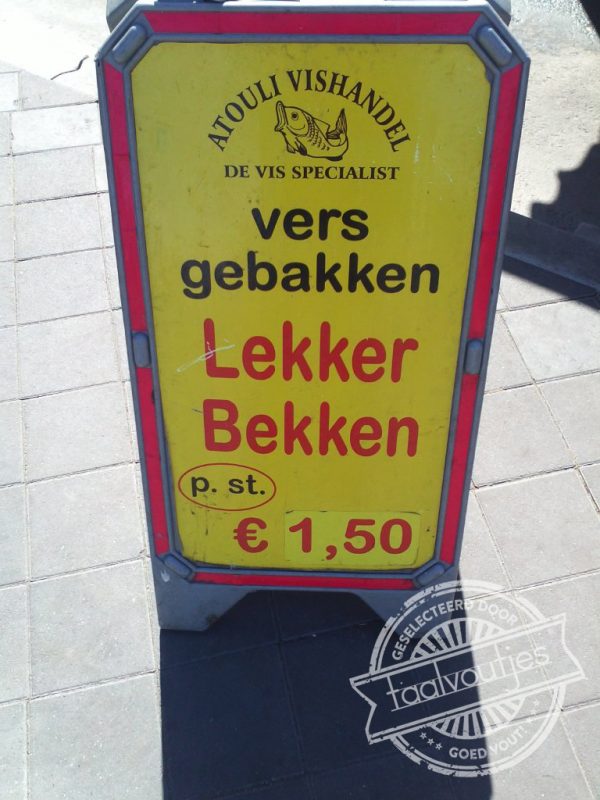 ATOULI VISHANDEL
DE VIS SPECIALIST
vers
gebakken
Lekker
Bekken
p. st.
€ 1,50
GESELECTEERD DOOR
taalvoutjes
GOED VOUT!